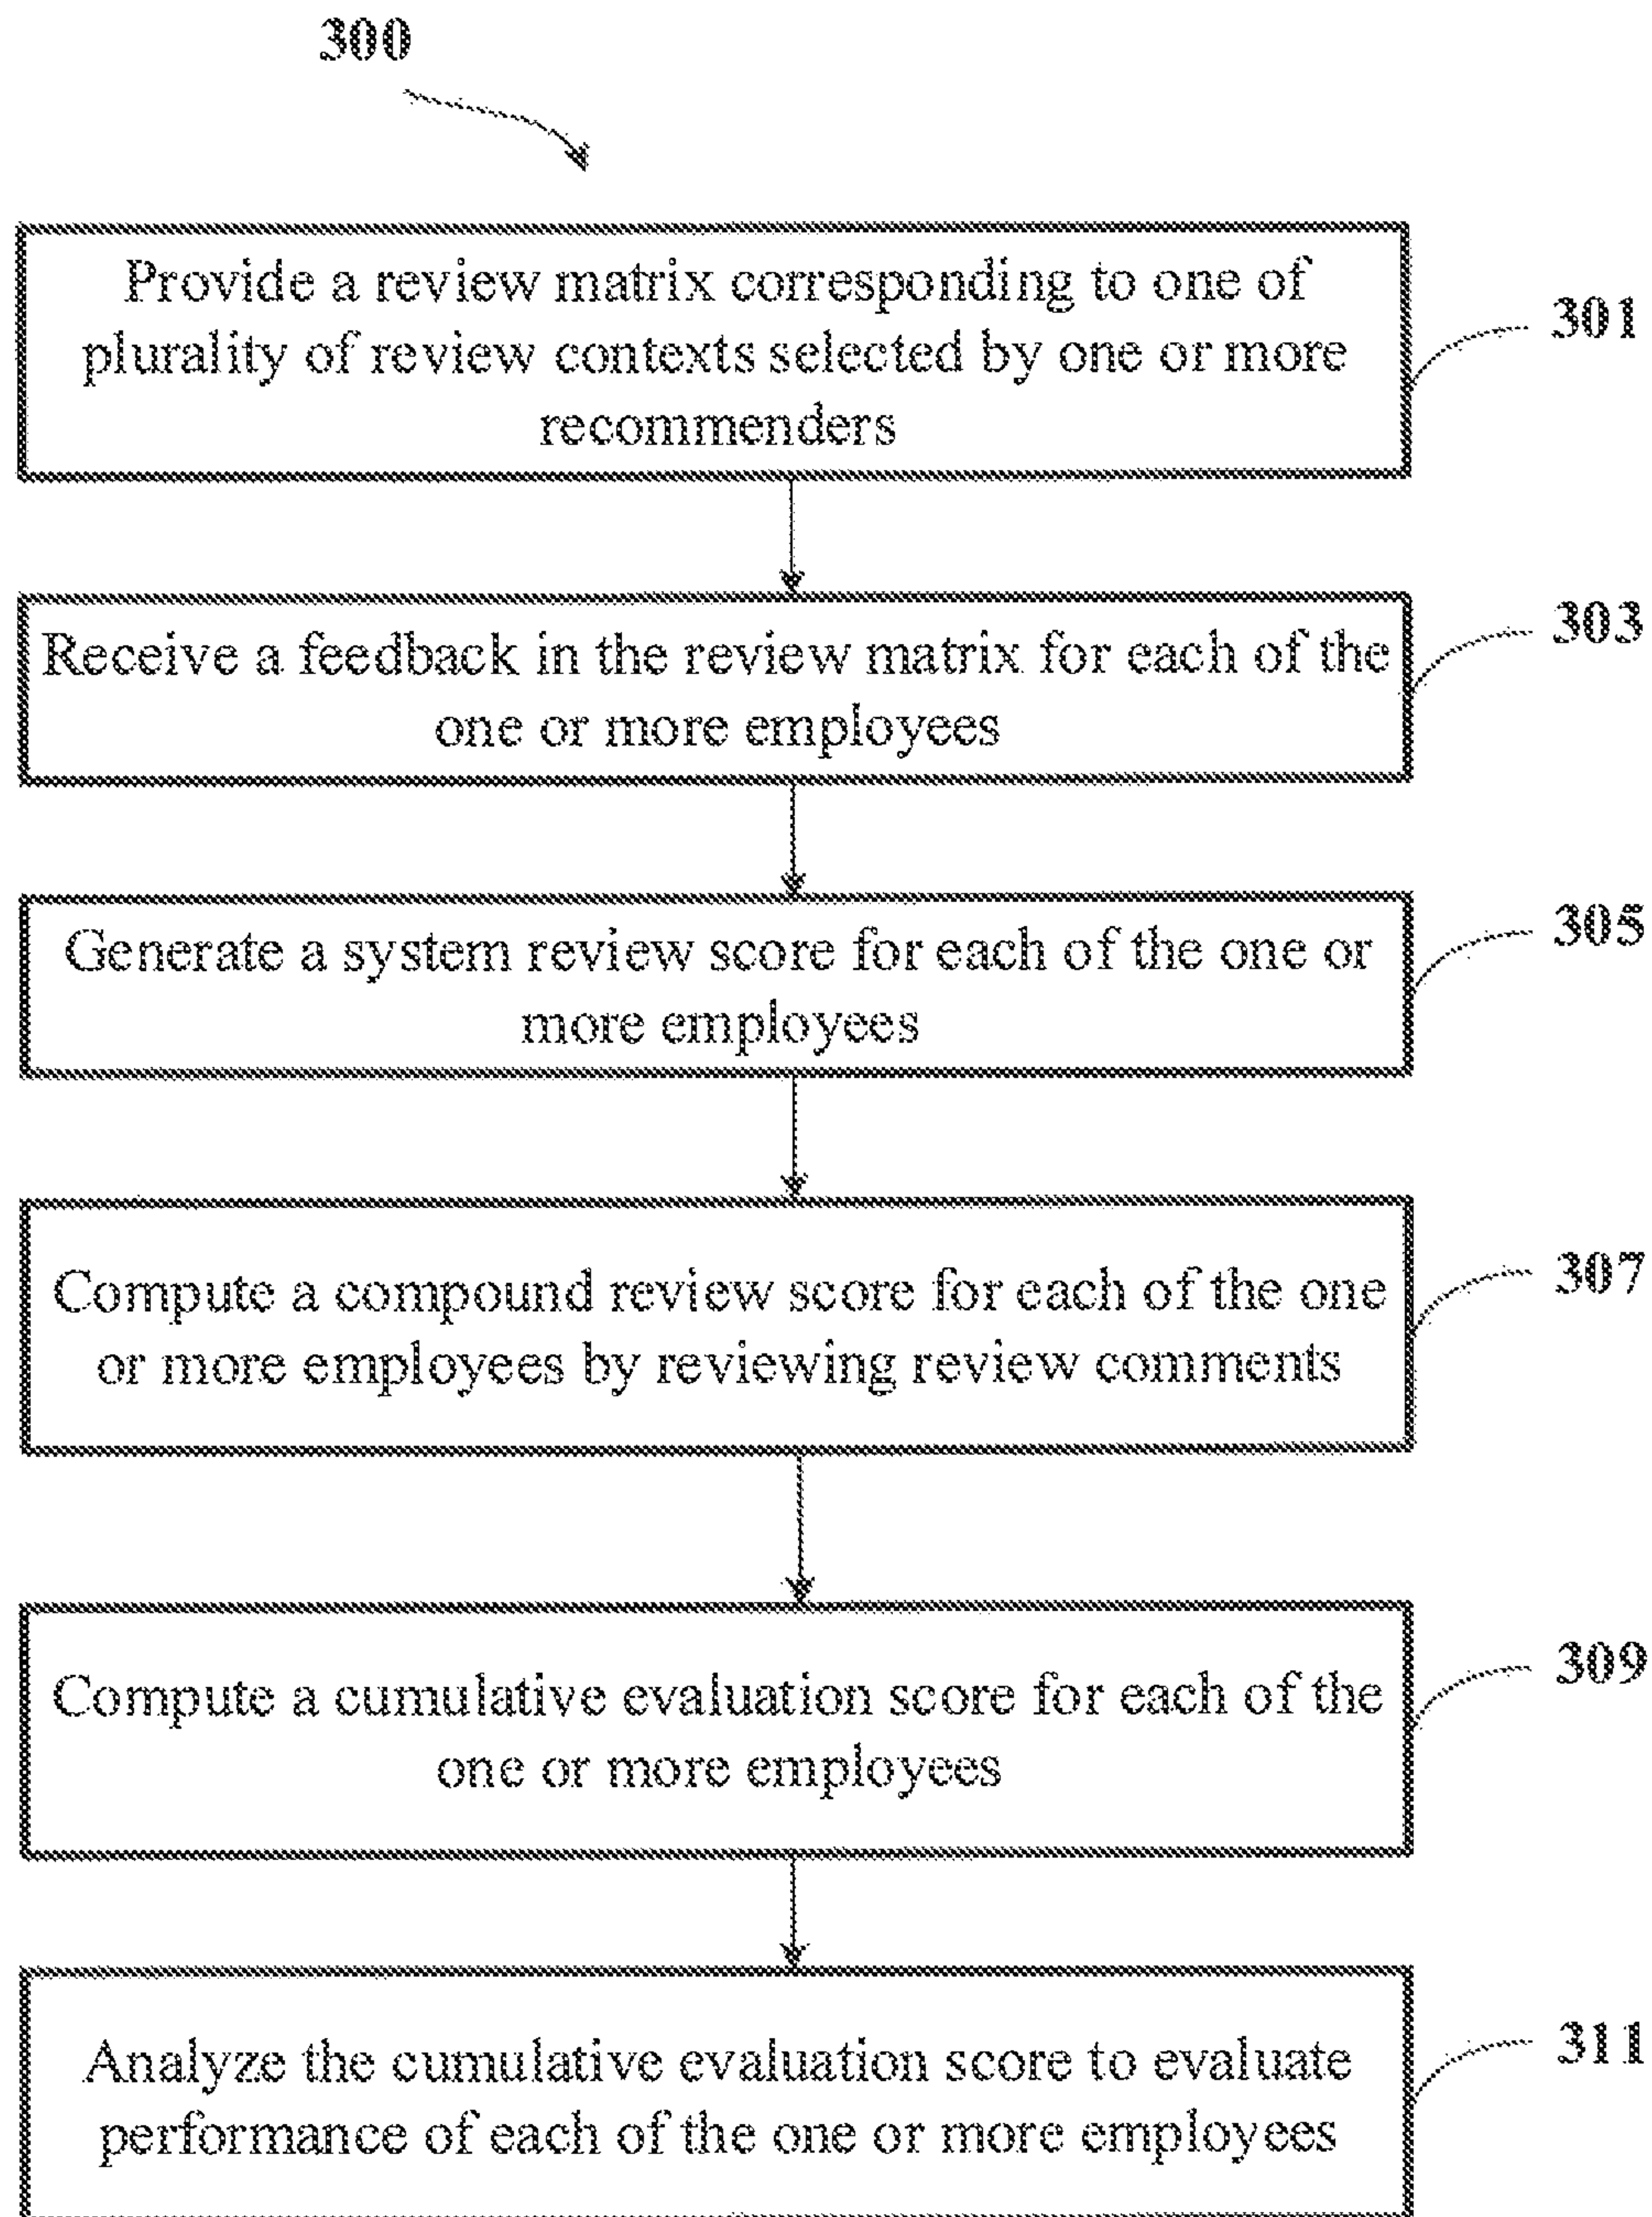 300
Provide a review matrix corresponding to one of
plurality of review contexts selected by one or more
recommenders
301
Receive a feedback in the review matrix for each of the
one or more employees
303
Generate a system review score for each of the one or
more employees
305
Compute a compound review score for each of the one
or more employees by reviewing review comments
307
Compute a cumulative evaluation score for each of the
one or more employees
309
Analyze the cumulative evaluation score to evaluate
performance of each of the one or more employees
311